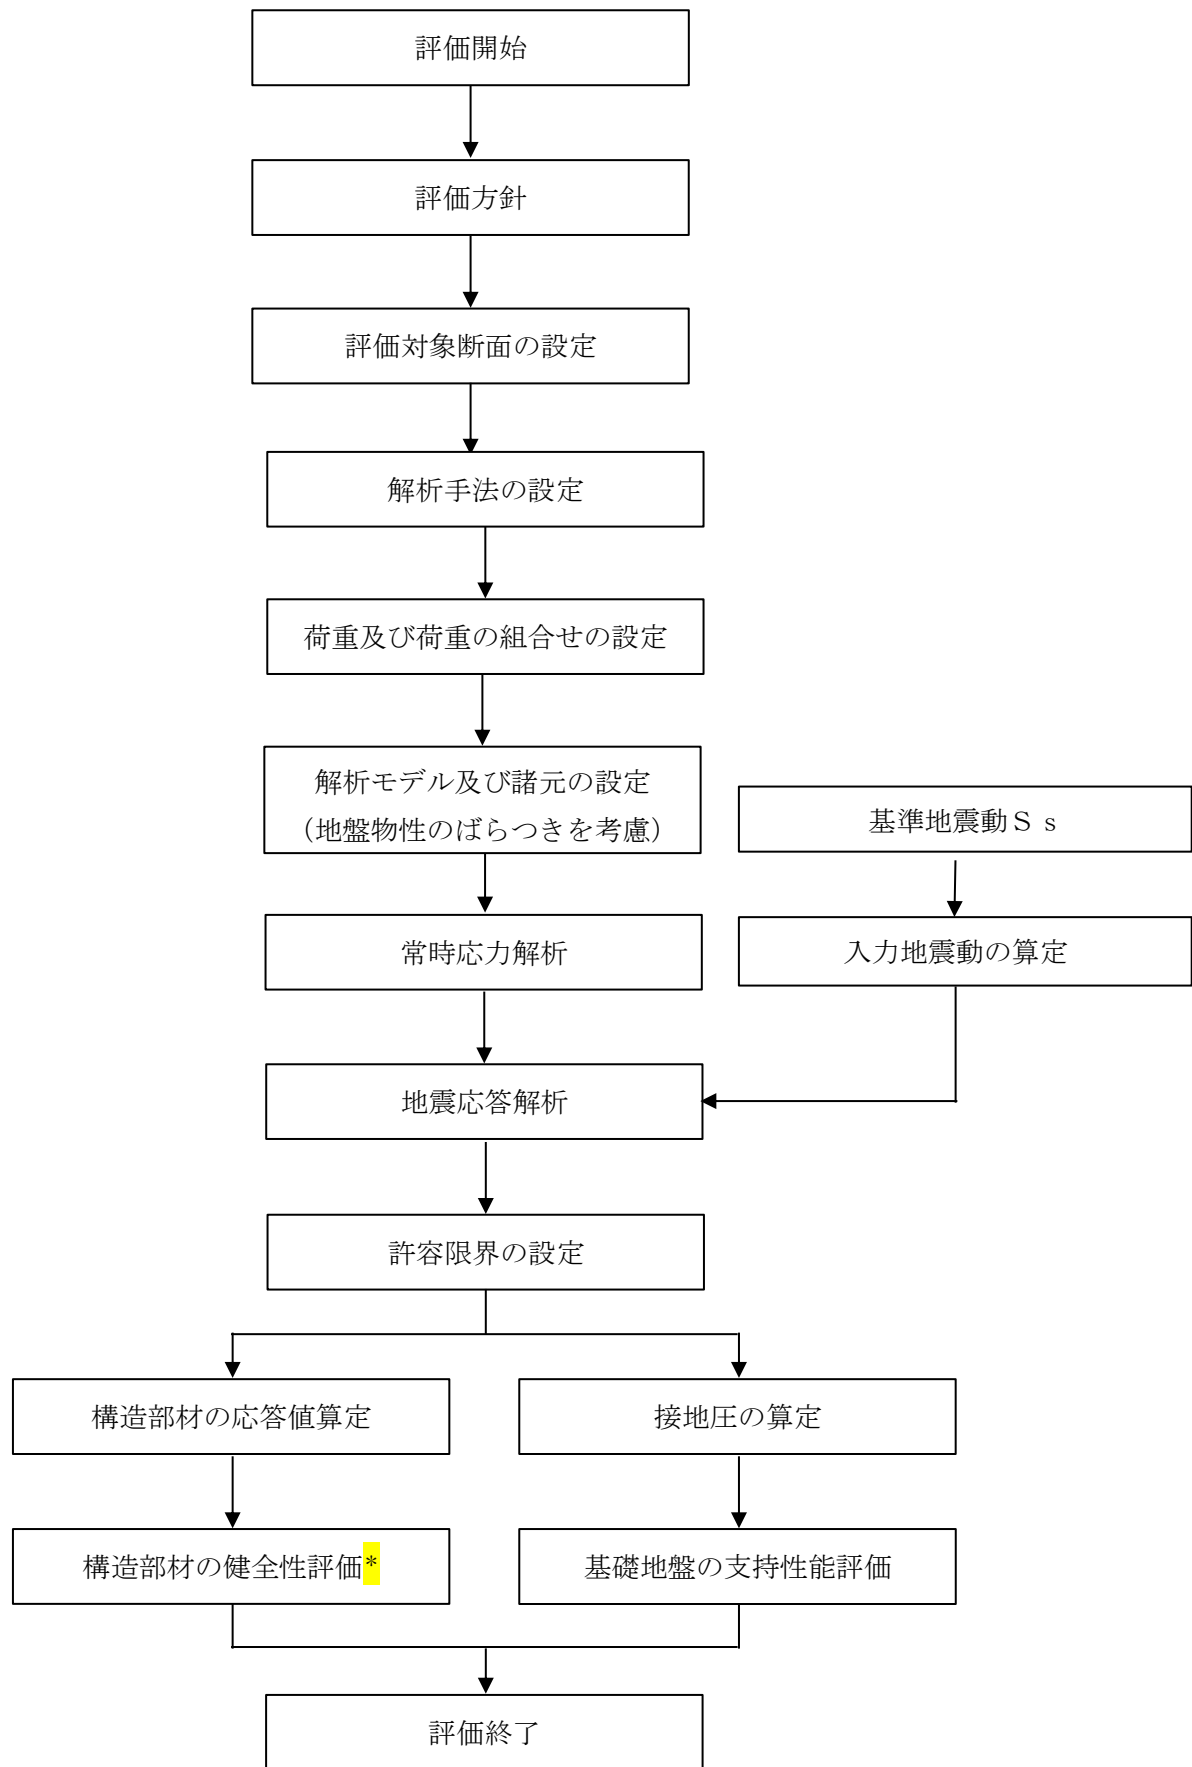 評価開始
評価方針
評価対象断面の設定
解析手法の設定
荷重及び荷重の組合せの設定
解析モデル及び諸元の設定
（地盤物性のばらつきを考慮）
基準地震動Ｓｓ
常時応力解析
入力地震動の算定
地震応答解析
許容限界の設定
構造部材の応答値算定
接地圧の算定
構造部材の健全性評価*
基礎地盤の支持性能評価
評価終了